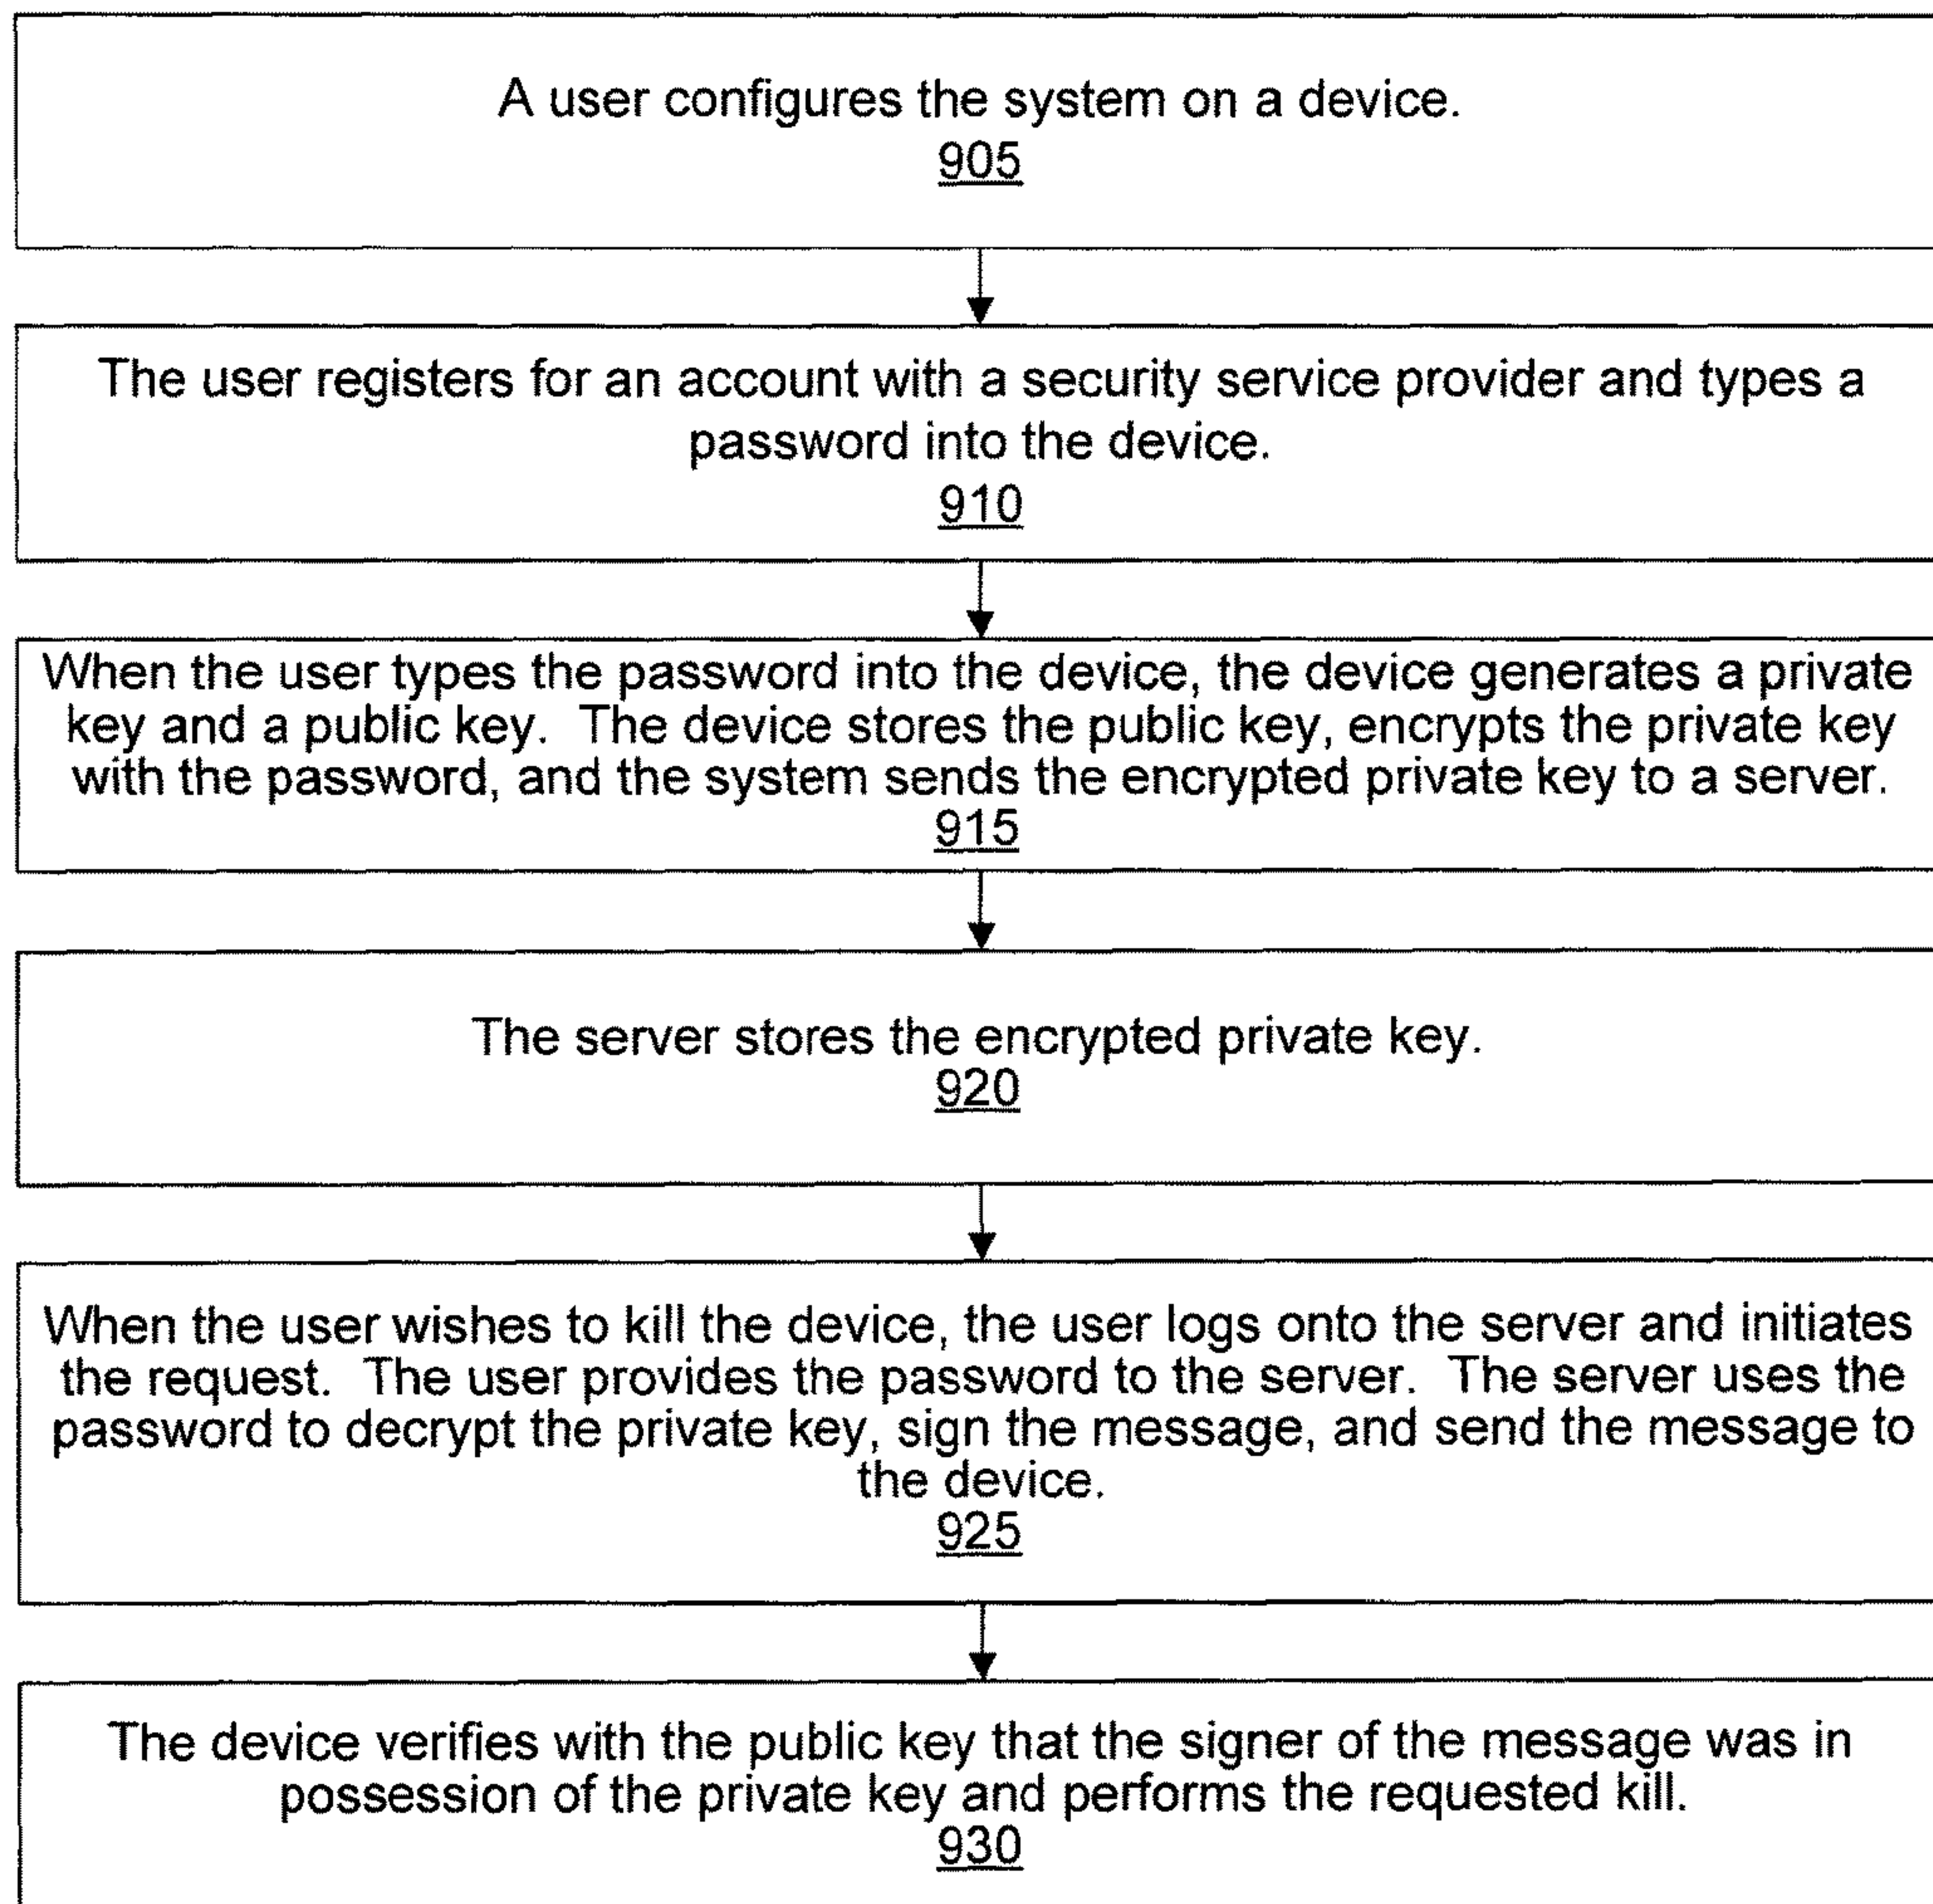 A user configures the system on a device.
905
The user registers for an account with a security service provider and types a
password into the device.
910
When the user types the password into the device, the device generates a private
key and a public key.  The device stores the public key, encrypts the private key
with the password, and the system sends the encrypted private key to a server.
915
The server stores the encrypted private key.
920
When the user wishes to kill the device, the user logs onto the server and initiates
the request.  The user provides the password to the server.  The server uses the
password to decrypt the private key, sign the message, and send the message to
the device.
925
The device verifies with the public key that the signer of the message was in
possession of the private key and performs the requested kill.
930